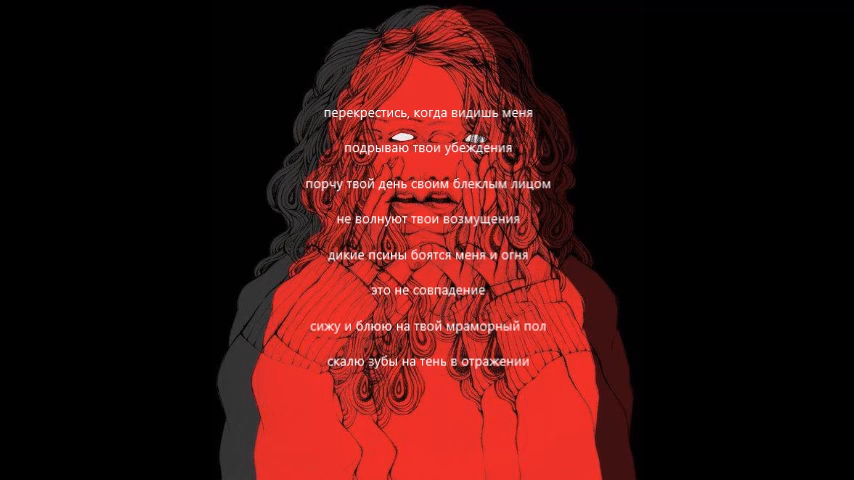 перекрестись, когда видишь меня
подрываю твои убеждения
порчу твой день своим блеклым лицом
не волнуют твои возмущения
дикие псины боятся меня и огня
это не совпадение
сижу и блюю на твой мраморный пол
скалю зубы на тень в отражении